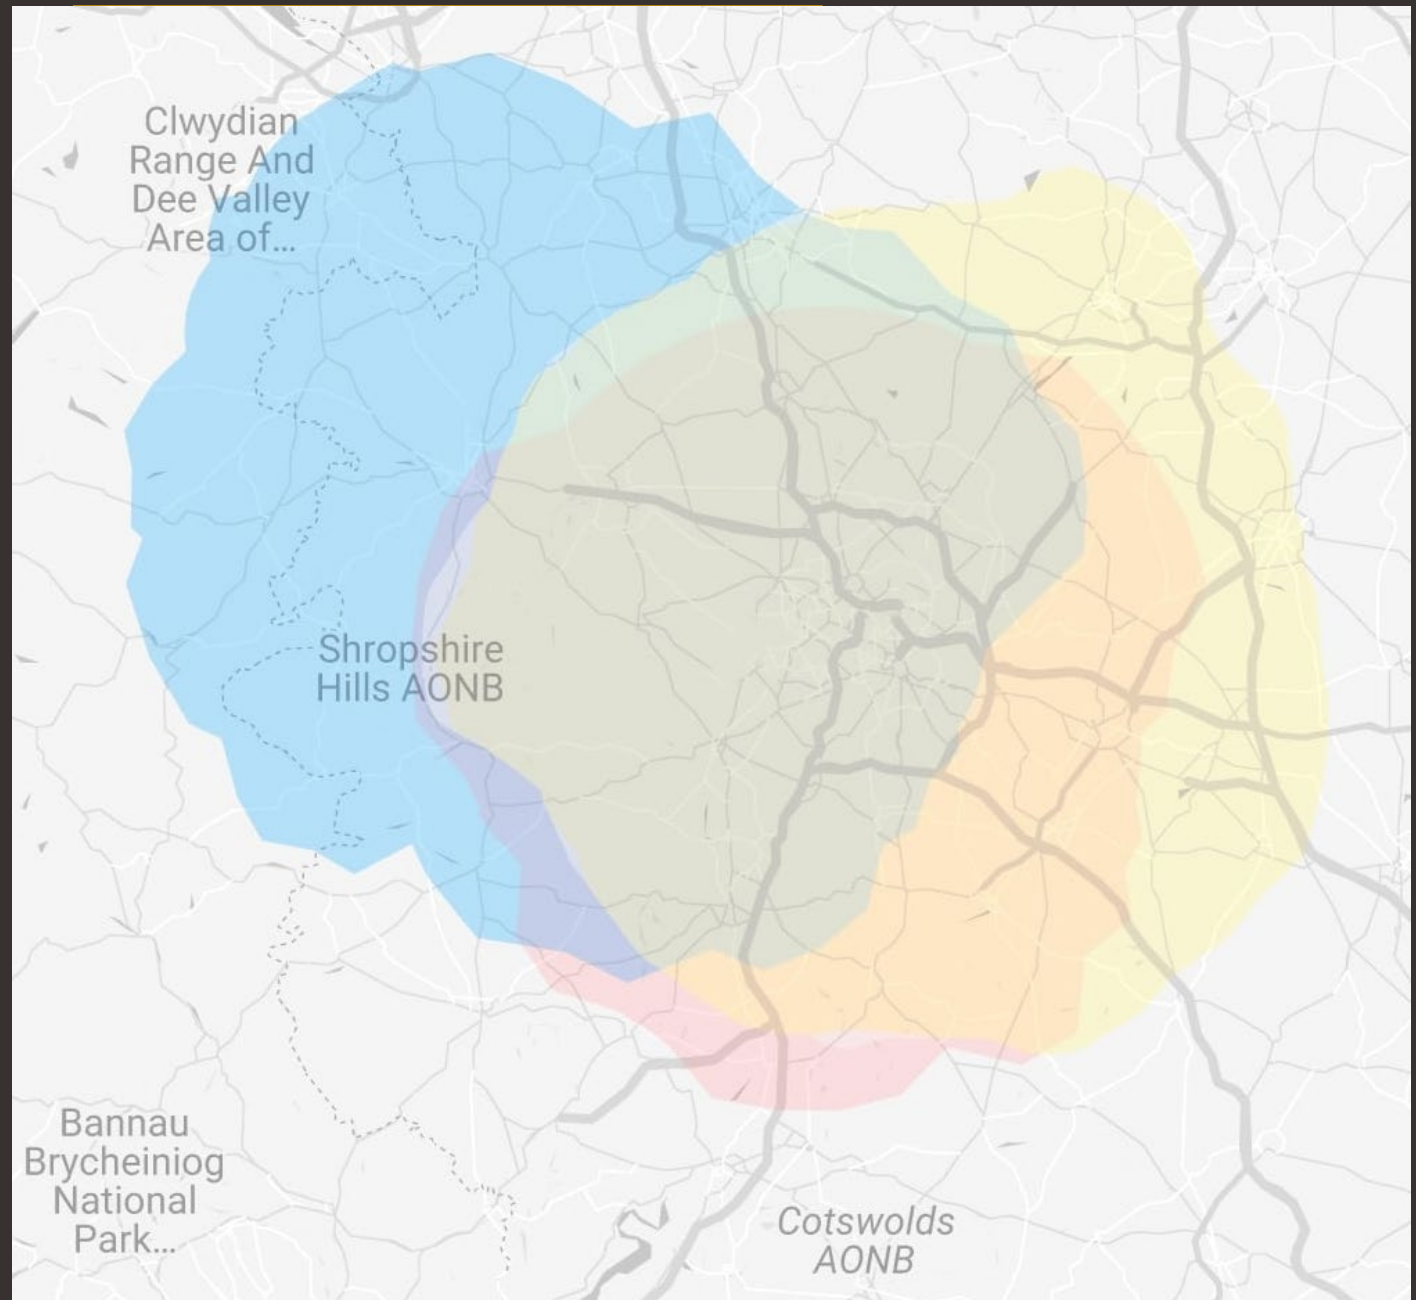 Clwydian
Range And
Dee Valley
Area of...
Shropshire
Hills AONB
Bannau
Brycheiniog
National
Park...
Cotswolds
AONB